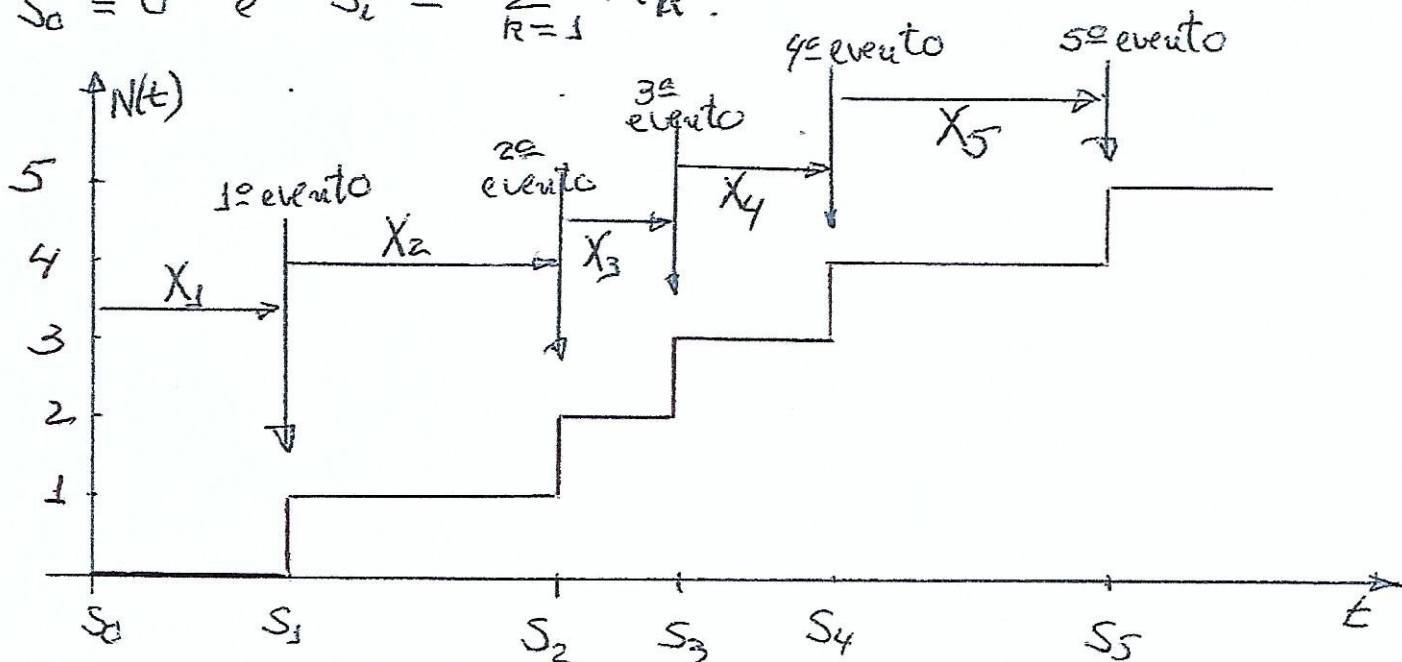 S₀ = 0 e Sᵢ = Σ
k=1
4º evento 5º evento
N(t)
3º
evento
X₅
2º
evento
5
1º evento
X₄
X₂
4
X₃
X₁
3
2
1
S₀ S₁ S₂ S₃ S₄ S₅ t